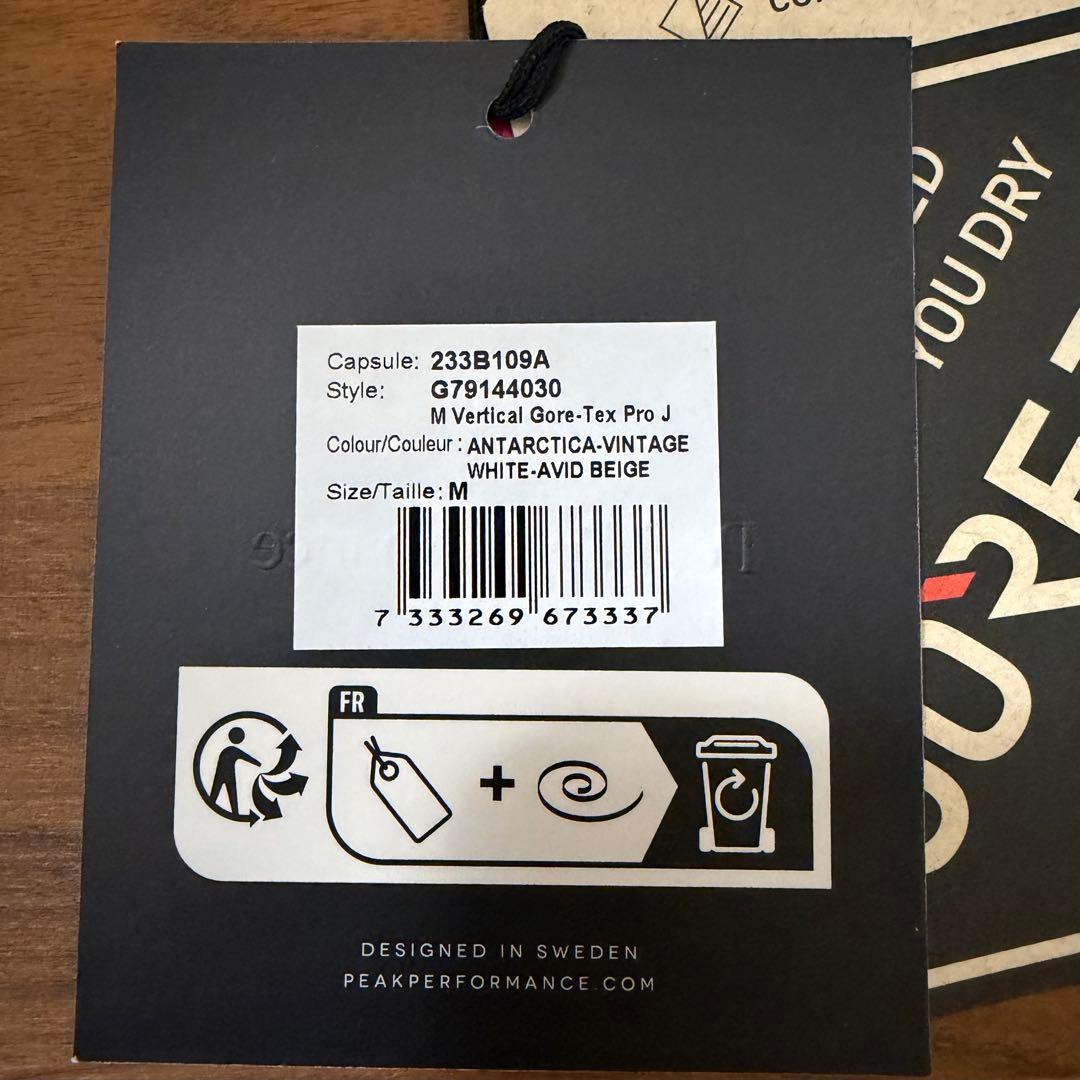 Capsule: 233B109A
Style: G79144030
M Vertical Gore-Tex Pro J
Colour/Couleur : ANTARCTICA-VINTAGE
WHITE-AVID BEIGE
Size/Taille: M
7 333269 673337
FR
DESIGNED IN SWEDEN
PEAKPERFORMANCE.COM
YOU DRY